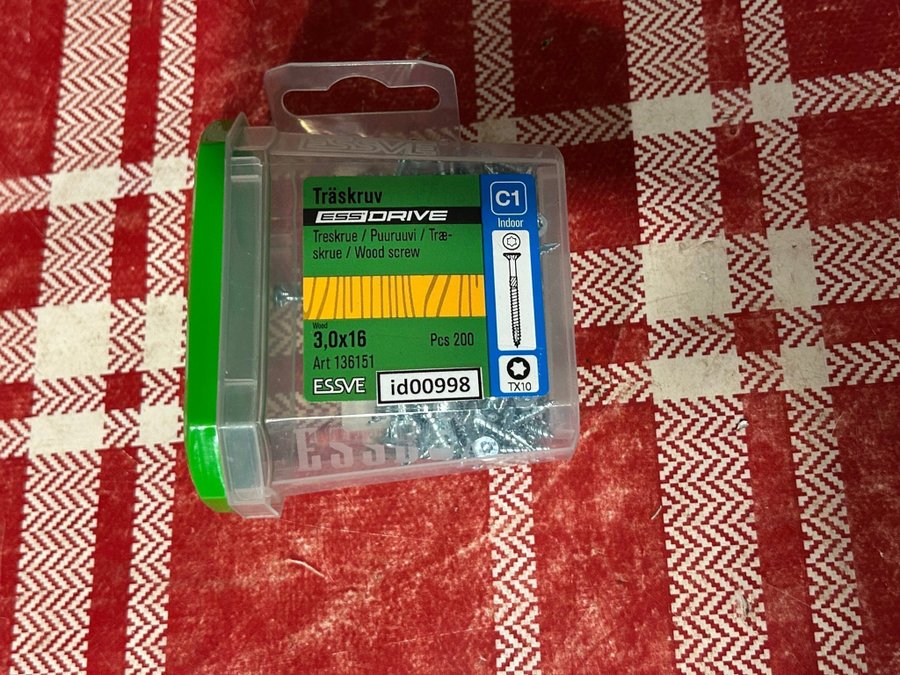 ESSVE
Träskruv
ESSDRIVE
Treskrue / Puuruuvi / Træ-
skrue / Wood screw
Wood
3,0x16
Pcs 200
Art 136151
ESSVE
id00998
C1
Indoor
TX10